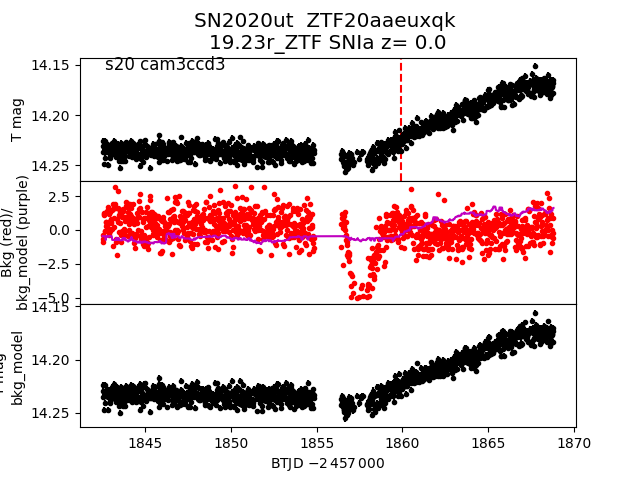 SN2020ut  ZTF20aaeuxqk
19.23r_ZTF SNIa z= 0.0
s20 cam3ccd3
14.15
14.20
14.25
T mag
2.5
0.0
−2.5
−5.0
Bkg (red)/
bkg_model (purple)
14.15
14.20
14.25
bkg_model
1845
1850
1855
1860
1865
1870
BTJD −2 457 000